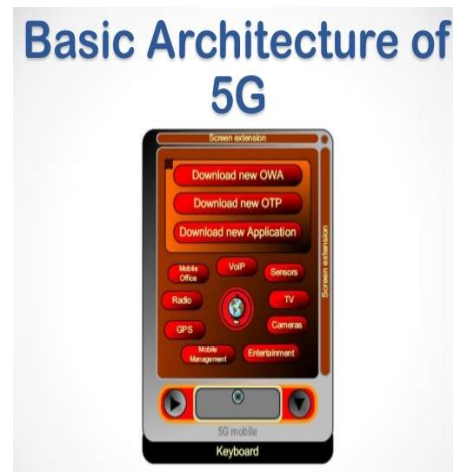 Basic Architecture of
5G
Screen extension
Download new OWA
Download new OTP
Download new Application
Screen extension
Mobile
Office
VoIP
Sensors
Radio
TV
GPS
Cameras
Mobile
Management
Entertainment
5G mobile
Keyboard